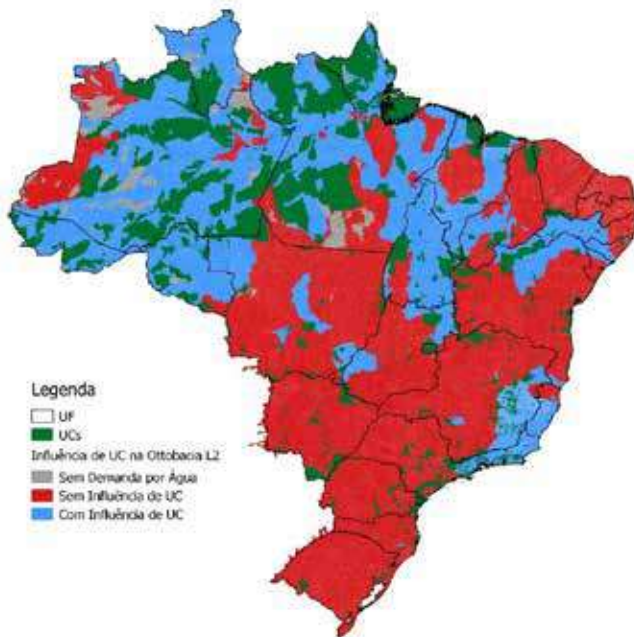 Legenda
UF
UCs
Influência de UC na Ottobacia L2
Sem Demanda por Água
Sem Influência de UC
Com Influência de UC